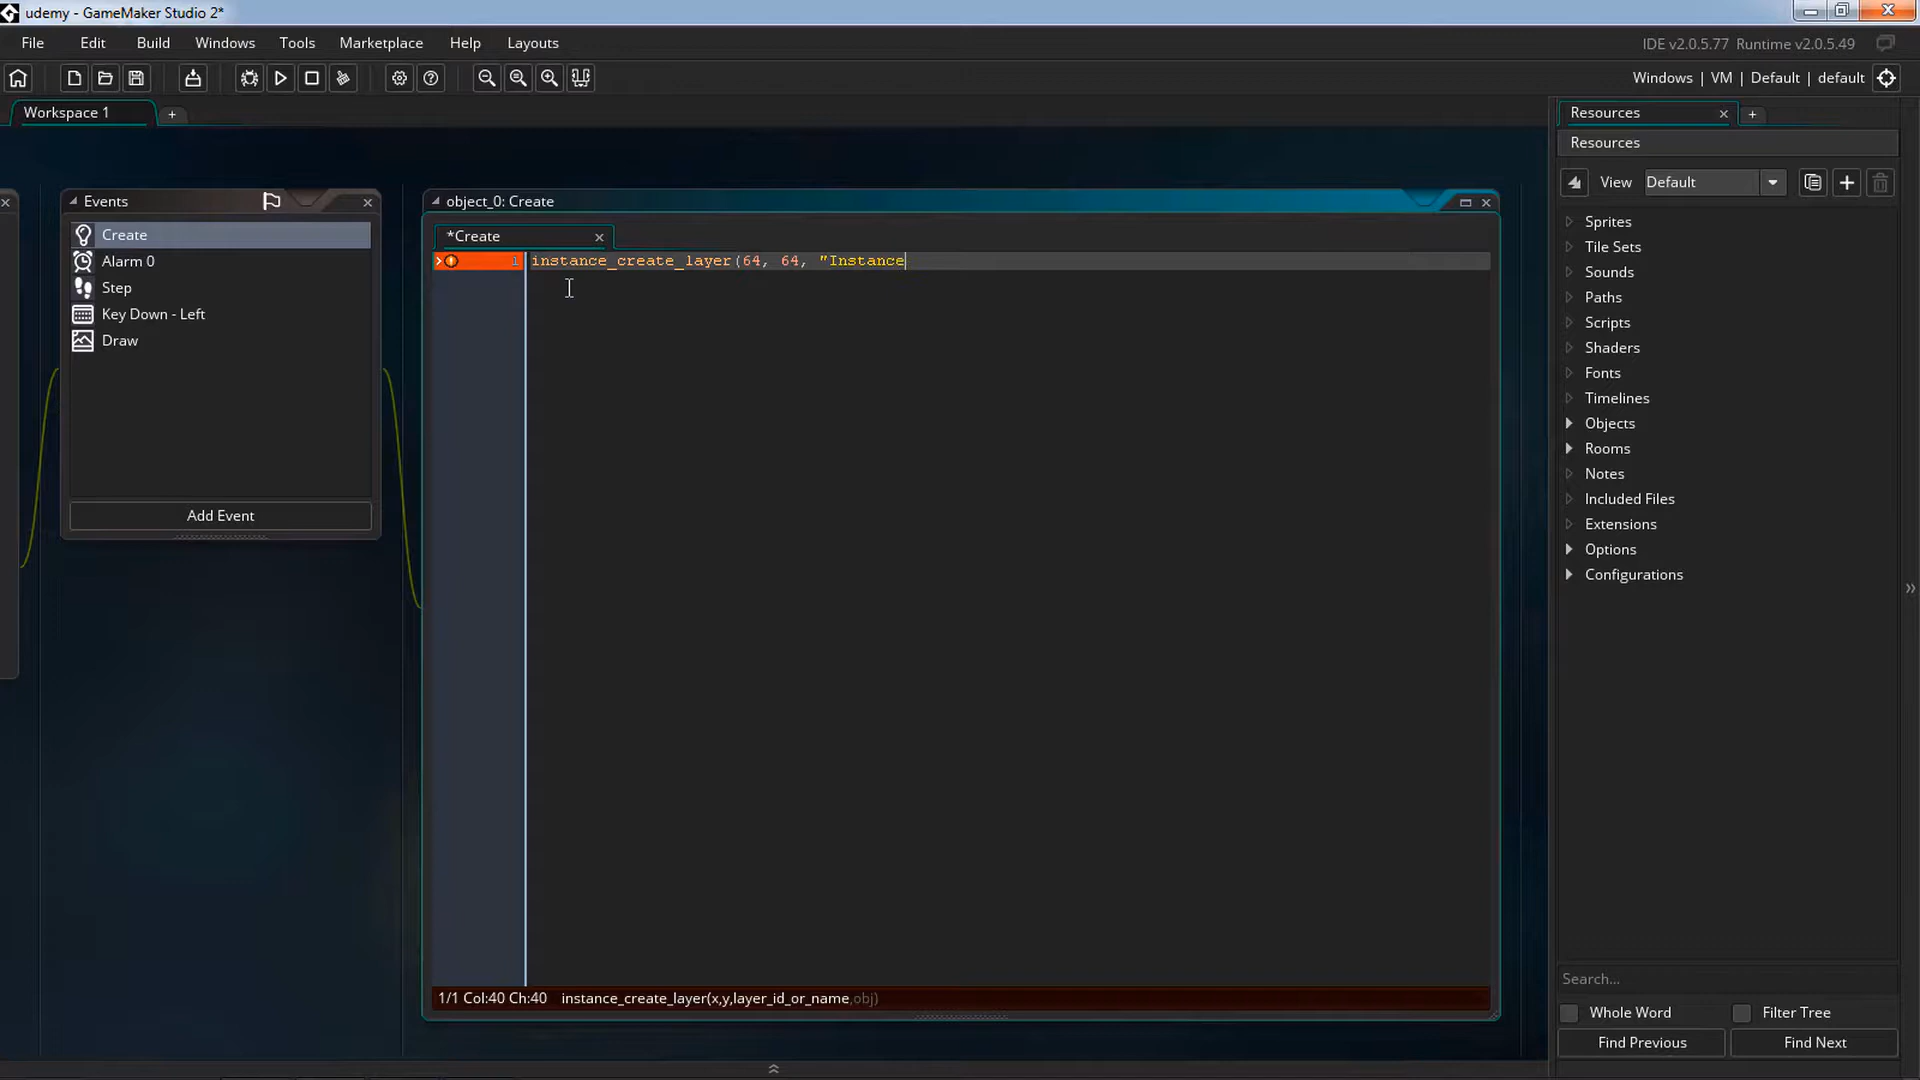 udemy - GameMaker Studio 2*
File Edit Build Windows Tools Marketplace Help Layouts
IDE v2.0.5.77 Runtime v2.0.5.49
Windows | VM | Default | default
Workspace 1
+
Resources
+
Resources
View Default
Events
Create
Alarm 0
Step
Key Down - Left
Draw
Add Event
object_0: Create
*Create
1 instance_create_layer(64, 64, "Instance
1/1 Col:40 Ch:40 instance_create_layer(x,y,layer_id_or_name,obj)
Sprites
Tile Sets
Sounds
Paths
Scripts
Shaders
Fonts
Timelines
Objects
Rooms
Notes
Included Files
Extensions
Options
Configurations
Search...
Whole Word Filter Tree
Find Previous Find Next